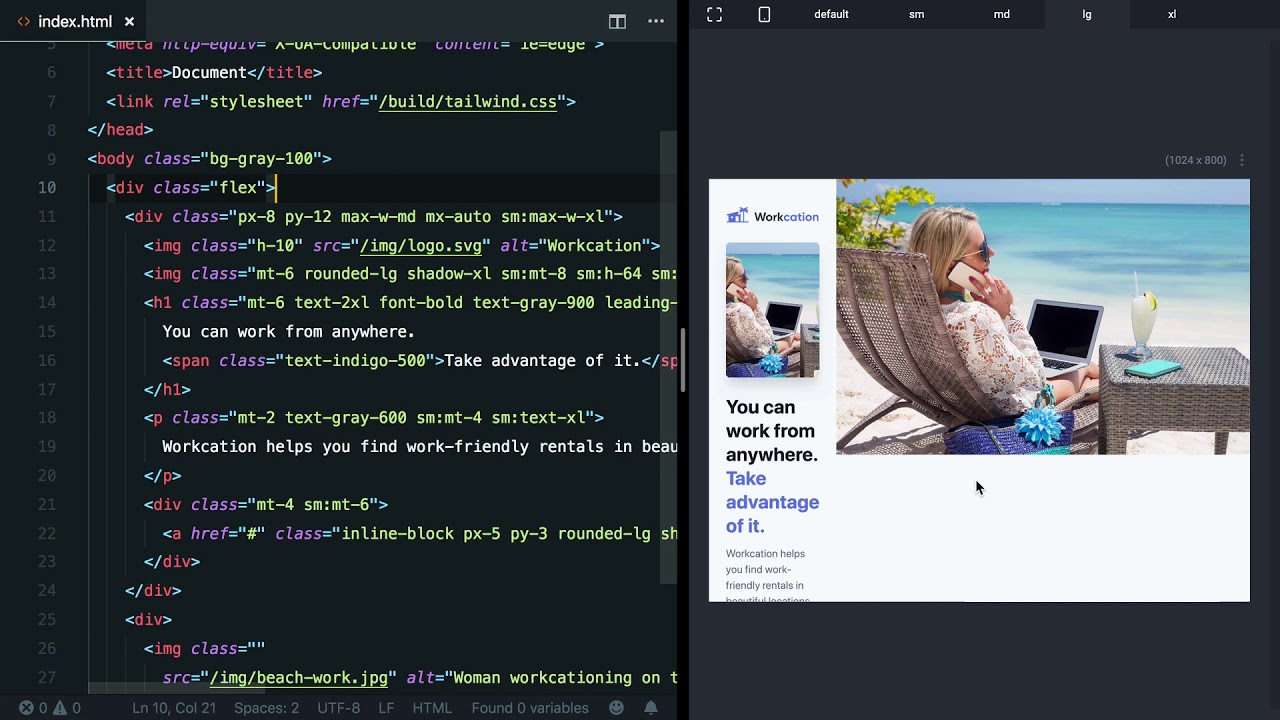 index.html
default sm md lg xl
5 <meta http-equiv="X-UA-Compatible" content="ie=edge">
6 <title>Document</title>
7 <link rel="stylesheet" href="/build/tailwind.css">
8 </head>
9 <body class="bg-gray-100">
10 <div class="flex">
11 <div class="px-8 py-12 max-w-md mx-auto sm:max-w-xl">
12 <img class="h-10" src="/img/logo.svg" alt="Workcation">
13 <img class="mt-6 rounded-lg shadow-xl sm:mt-8 sm:h-64 sm:
14 <h1 class="mt-6 text-2xl font-bold text-gray-900 leading-
15 You can work from anywhere.
16 <span class="text-indigo-500">Take advantage of it.</sp
17 </h1>
18 <p class="mt-2 text-gray-600 sm:mt-4 sm:text-xl">
19 Workcation helps you find work-friendly rentals in beau
20 </p>
21 <div class="mt-4 sm:mt-6">
22 <a href="#" class="inline-block px-5 py-3 rounded-lg sh
23 </div>
24 </div>
25 <div>
26 <img class=""
27 src="/img/beach-work.jpg" alt="Woman workcationing on t
0 0 Ln 10, Col 21 Spaces: 2 UTF-8 LF HTML Found 0 variables
(1024 x 800)
Workcation
You can
work from
anywhere.
Take
advantage
of it.
Workcation helps
you find work-
friendly rentals in
beautiful locations